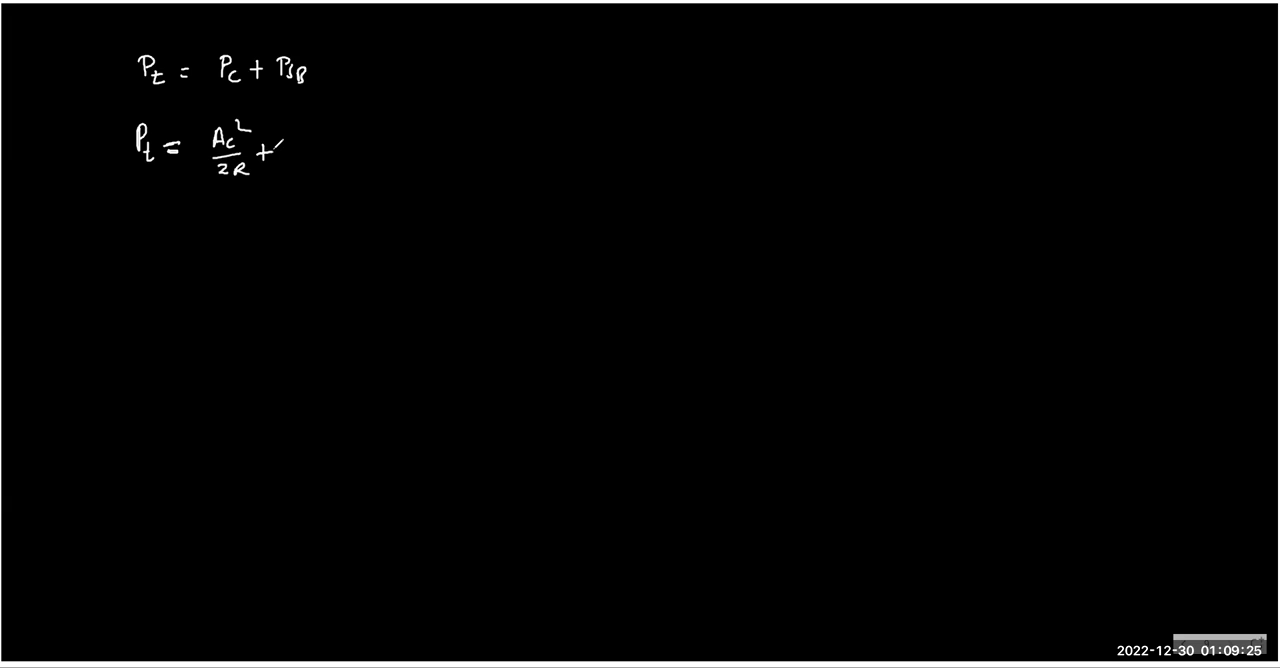 Pt = Pc + PSB
Pt = Ac²/2R +
2022-12-30 01:09:25